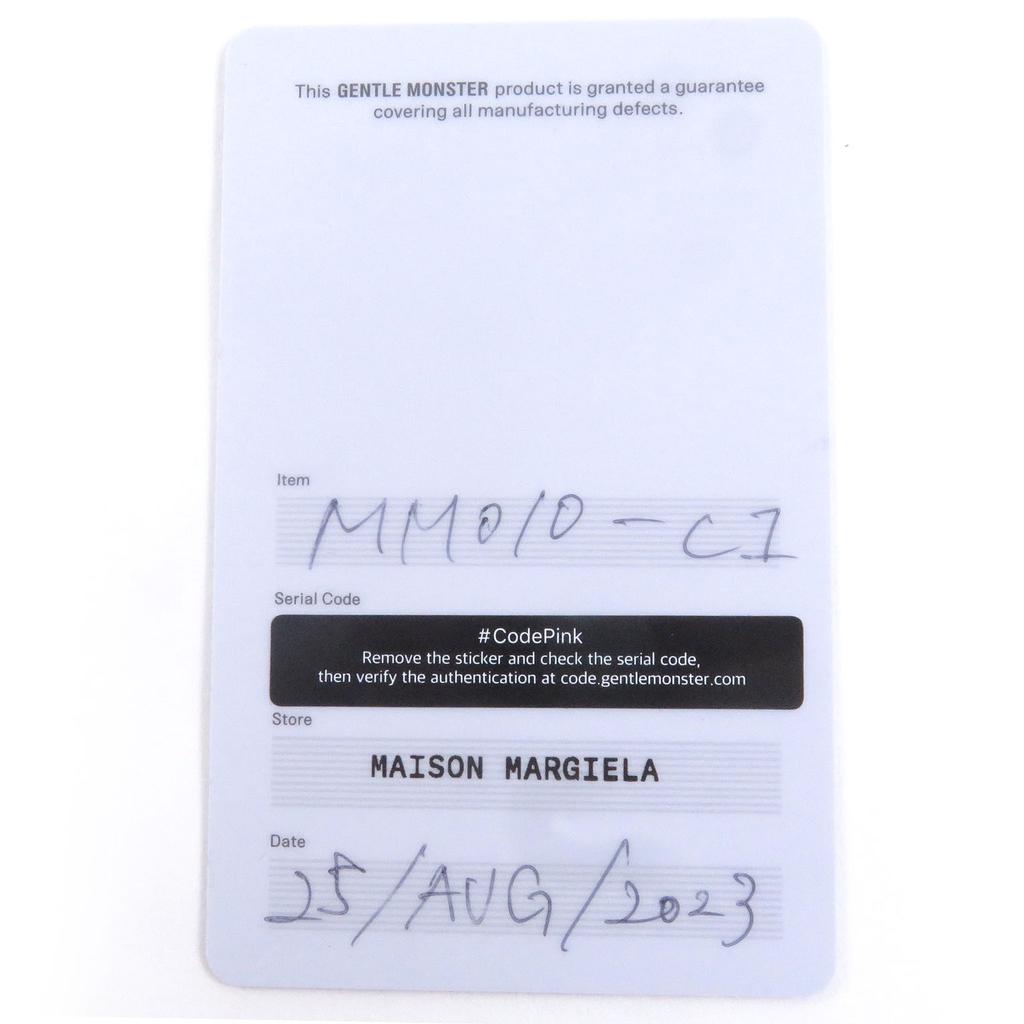 This GENTLE MONSTER product is granted a guarantee
covering all manufacturing defects.
Item
MM010-C1
Serial Code
#CodePink
Remove the sticker and check the serial code,
then verify the authentication at code.gentlemonster.com
Store
MAISON MARGIELA
Date
25/AUG/2023